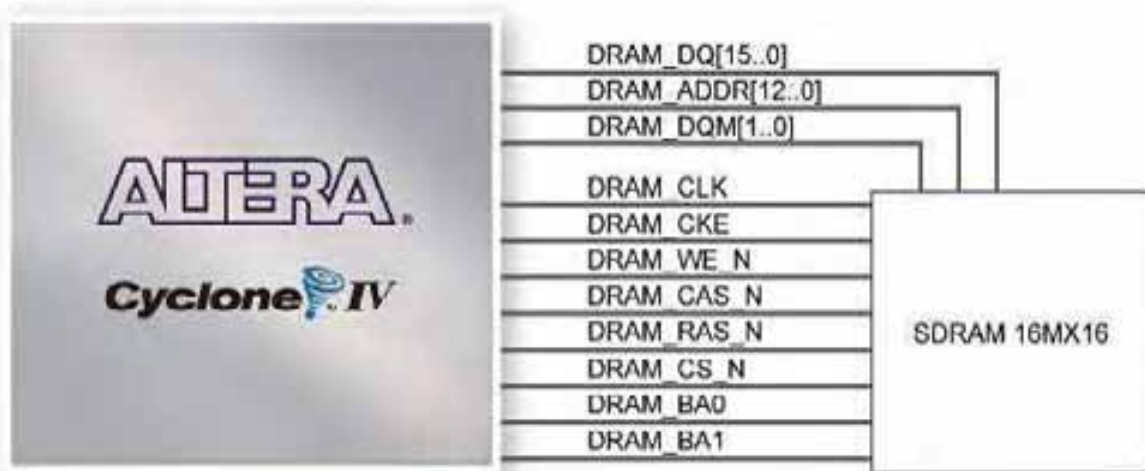 ALTERA®
Cyclone IV
DRAM_DQ[15..0]
DRAM_ADDR[12..0]
DRAM_DQM[1..0]
DRAM_CLK
DRAM_CKE
DRAM_WE_N
DRAM_CAS_N
DRAM_RAS_N
DRAM_CS_N
DRAM_BA0
DRAM_BA1
SDRAM 16MX16